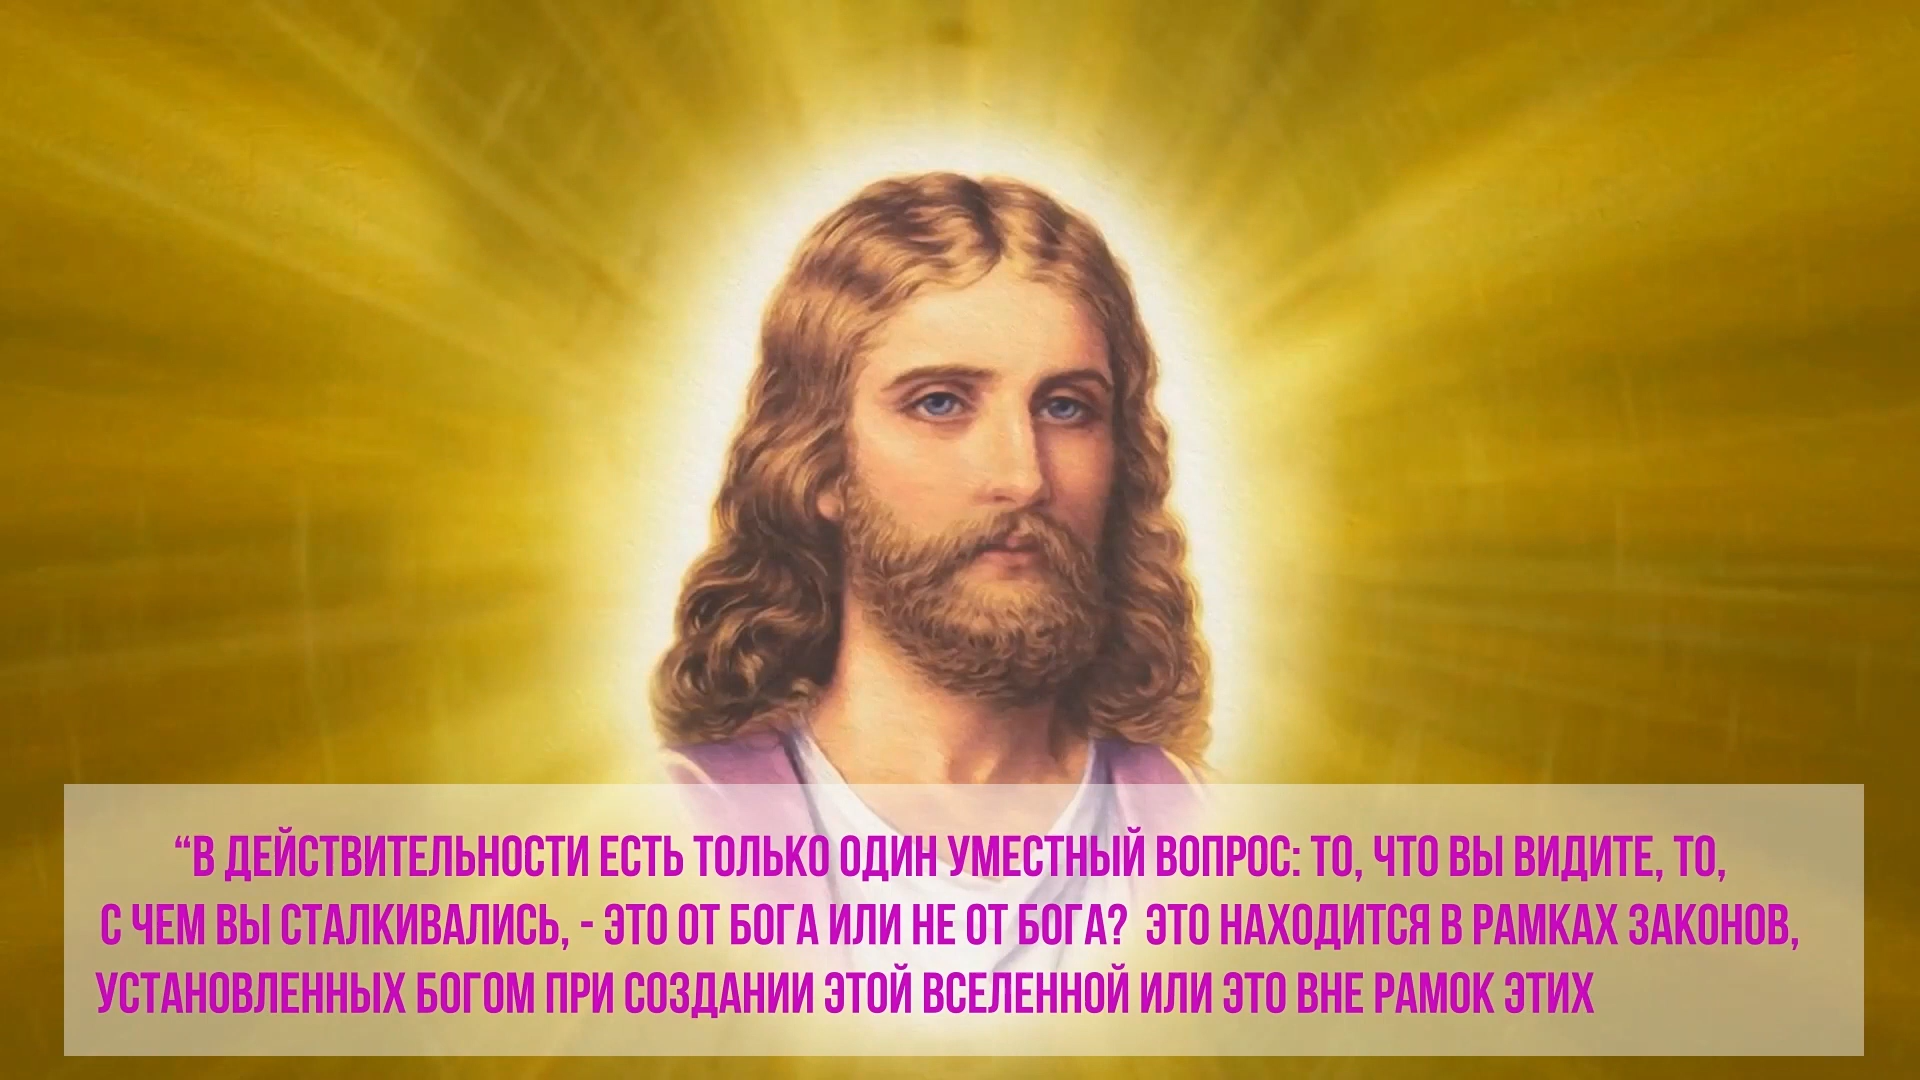 “В ДЕЙСТВИТЕЛЬНОСТИ ЕСТЬ ТОЛЬКО ОДИН УМЕСТНЫЙ ВОПРОС: ТО, ЧТО ВЫ ВИДИТЕ, ТО,
С ЧЕМ ВЫ СТАЛКИВАЛИСЬ, - ЭТО ОТ БОГА ИЛИ НЕ ОТ БОГА? ЭТО НАХОДИТСЯ В РАМКАХ ЗАКОНОВ,
УСТАНОВЛЕННЫХ БОГОМ ПРИ СОЗДАНИИ ЭТОЙ ВСЕЛЕННОЙ ИЛИ ЭТО ВНЕ РАМОК ЭТИХ